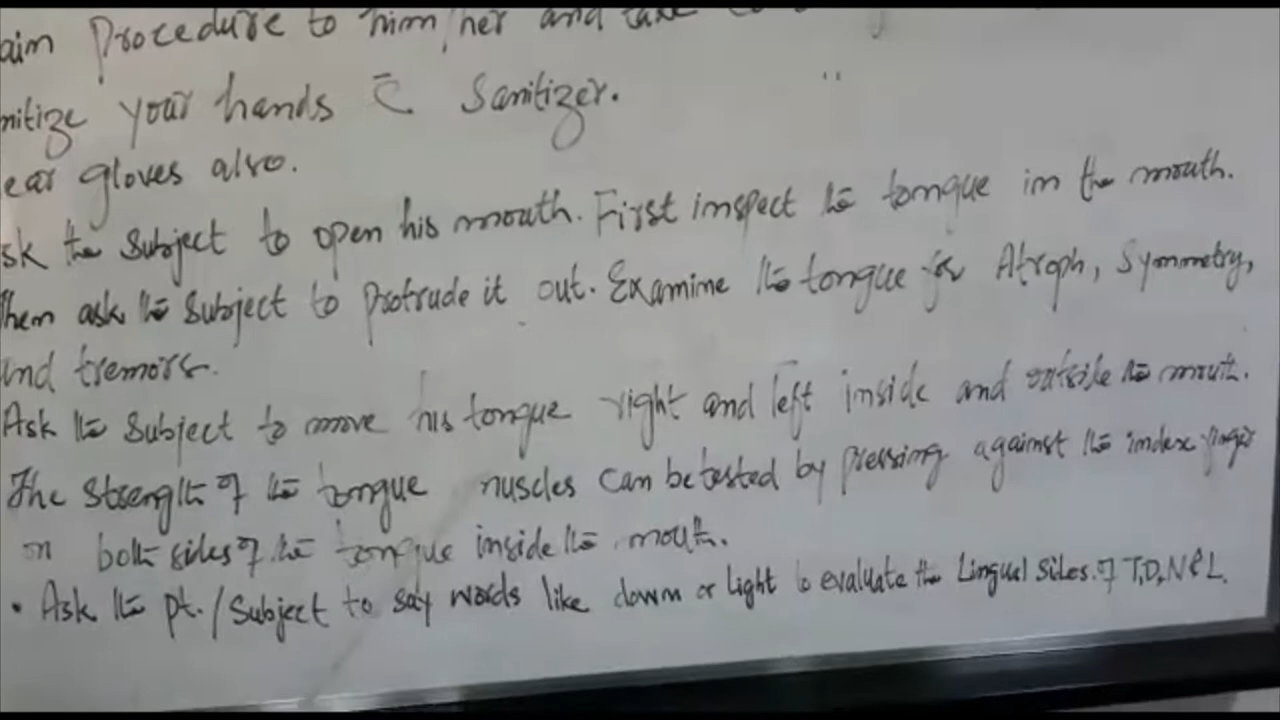 aim Procedure to him/her and take
nitize your hands c̄ Sanitizer.
ear gloves also.
sk the Subject to open his mouth. First inspect the tongue in the mouth.
Then ask the Subject to Protrude it out. Examine the tongue for Atroph, Symmetry,
and tremors.
Ask the Subject to move his tongue right and left inside and outside the mouth.
The Strength of the tongue muscles can be tested by pressing against the index finger
on both sides of the tongue inside the mouth.
• Ask the pt./Subject to say words like down or Light to evaluate the Lingual Sides of T,D,N & L.